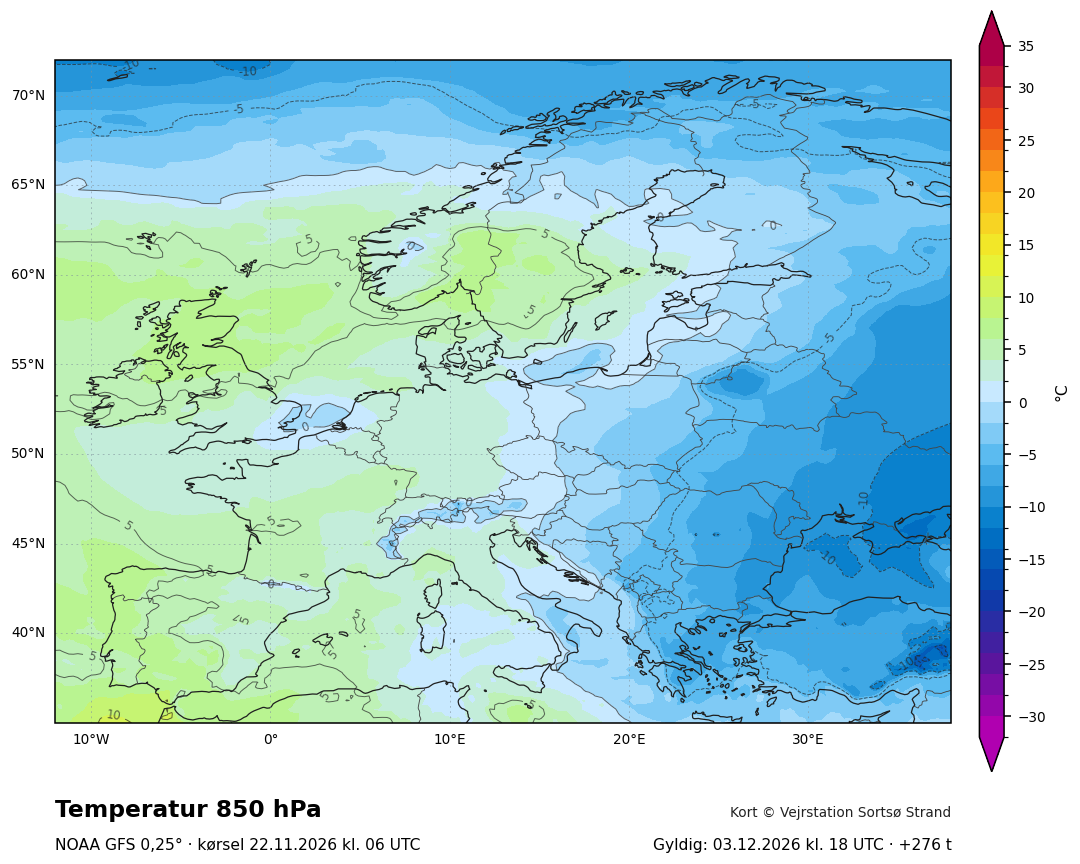 70°N
65°N
60°N
55°N
50°N
45°N
40°N
10°W
0°
10°E
20°E
30°E
35
30
25
20
15
10
5
0
−5
−10
−15
−20
−25
−30
°C
Temperatur 850 hPa
Kort © Vejrstation Sortsø Strand
NOAA GFS 0,25° · kørsel 22.11.2026 kl. 06 UTC
Gyldig: 03.12.2026 kl. 18 UTC · +276 t